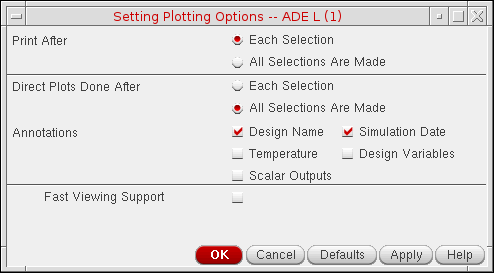 Setting Plotting Options -- ADE L (1)
Print After
Each Selection
All Selections Are Made
Direct Plots Done After
Each Selection
All Selections Are Made
Annotations
Design Name
Simulation Date
Temperature
Design Variables
Scalar Outputs
Fast Viewing Support
OK
Cancel
Defaults
Apply
Help